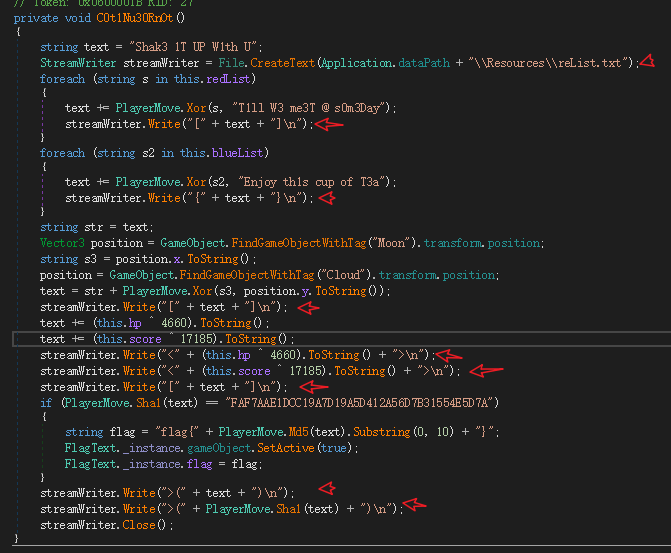 // Token: 0x0600001B RID: 27
private void C0t1Nu30Rn0t()
{
string text = "Shak3 1T UP W1th U";
StreamWriter streamWriter = File.CreateText(Application.dataPath + "\\Resources\\reList.txt");
foreach (string s in this.redList)
{
text += PlayerMove.Xor(s, "T1ll W3 me3T @ s0m3Day");
streamWriter.Write("[" + text + "]\n");
}
foreach (string s2 in this.blueList)
{
text += PlayerMove.Xor(s2, "Enjoy th1s cup of T3a");
streamWriter.Write("{" + text + "}\n");
}
string str = text;
Vector3 position = GameObject.FindGameObjectWithTag("Moon").transform.position;
string s3 = position.x.ToString();
position = GameObject.FindGameObjectWithTag("Cloud").transform.position;
text = str + PlayerMove.Xor(s3, position.y.ToString());
streamWriter.Write("[" + text + "]\n");
text += (this.hp ^ 4660).ToString();
text += (this.score ^ 17185).ToString();
streamWriter.Write("<" + (this.hp ^ 4660).ToString() + ">\n");
streamWriter.Write("<" + (this.score ^ 17185).ToString() + ">\n");
streamWriter.Write("[" + text + "]\n");
if (PlayerMove.Sha1(text) == "FAF7AAE1DCC19A7D19A5D412A56D7B31554E5D7A")
{
string flag = "flag{" + PlayerMove.Md5(text).Substring(0, 10) + "}";
FlagText._instance.gameObject.SetActive(true);
FlagText._instance.flag = flag;
}
streamWriter.Write(">(" + text + ")\n");
streamWriter.Write(">(" + PlayerMove.Sha1(text) + ")\n");
streamWriter.Close();
}